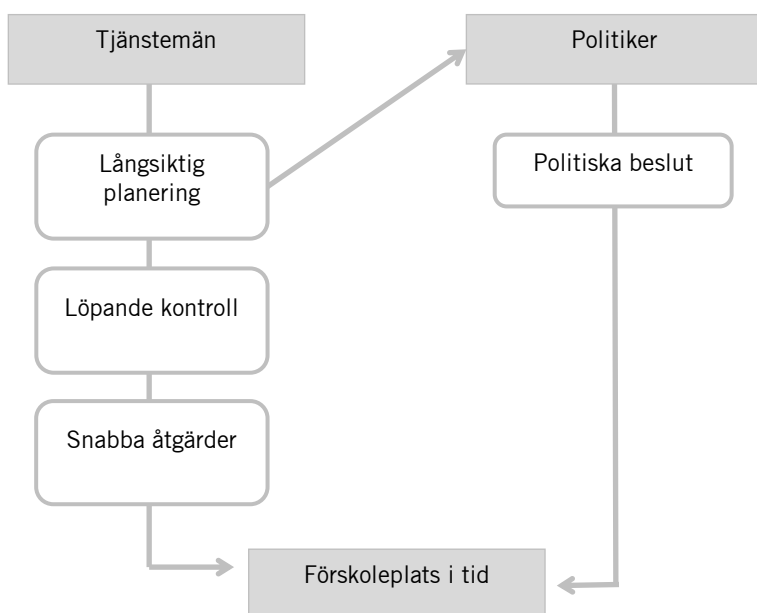 Tjänstemän
Politiker
Långsiktig
planering
Politiska beslut
Löpande kontroll
Snabba åtgärder
Förskoleplats i tid